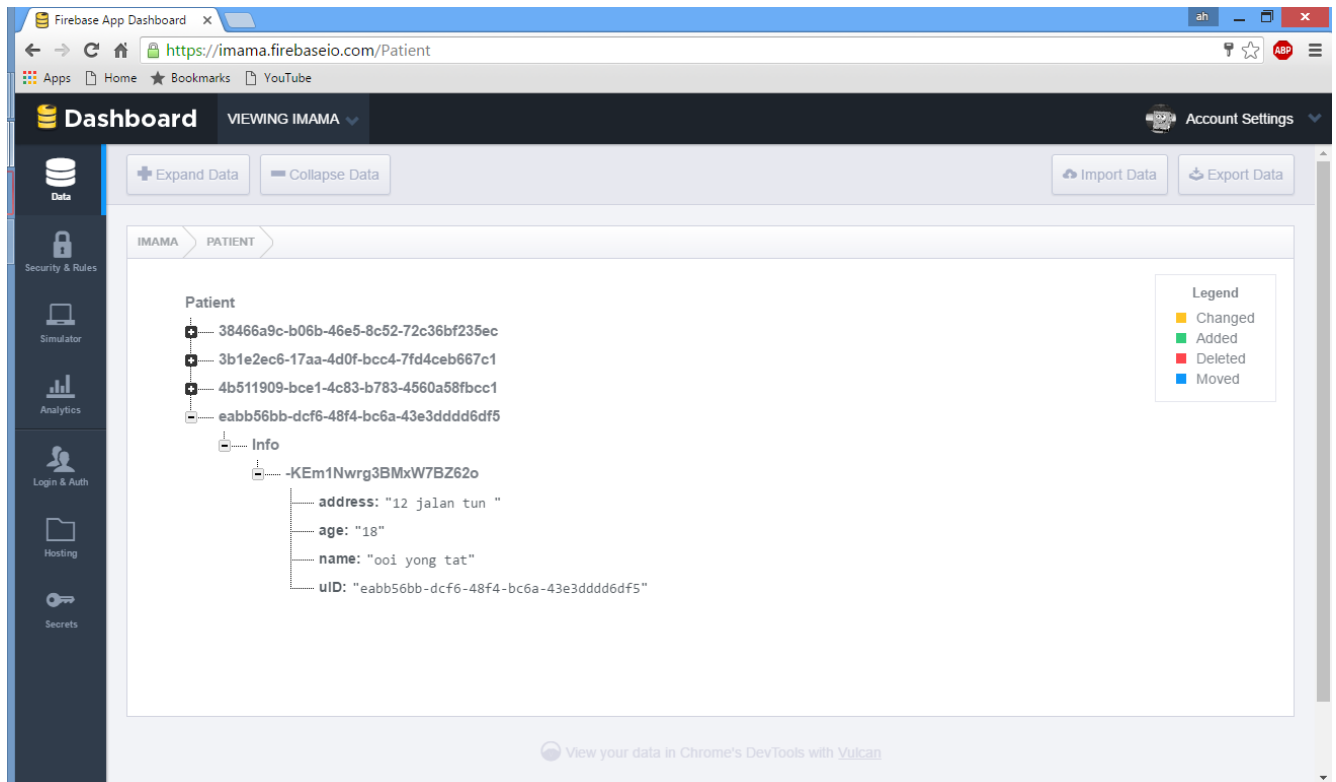 Firebase App Dashboard
ah
https://imama.firebaseio.com/Patient
ABP
Apps Home Bookmarks YouTube
Dashboard VIEWING IMAMA Account Settings
Data
Security & Rules
Simulator
Analytics
Login & Auth
Hosting
Secrets
Expand Data Collapse Data Import Data Export Data
IMAMA PATIENT
Patient
38466a9c-b06b-46e5-8c52-72c36bf235ec
3b1e2ec6-17aa-4d0f-bcc4-7fd4ceb667c1
4b511909-bce1-4c83-b783-4560a58fbcc1
eabb56bb-dcf6-48f4-bc6a-43e3dddd6df5
Info
-KEm1Nwrg3BMxW7BZ62o
address: "12 jalan tun "
age: "18"
name: "ooi yong tat"
uID: "eabb56bb-dcf6-48f4-bc6a-43e3dddd6df5"
Legend
Changed
Added
Deleted
Moved
View your data in Chrome's DevTools with Vulcan